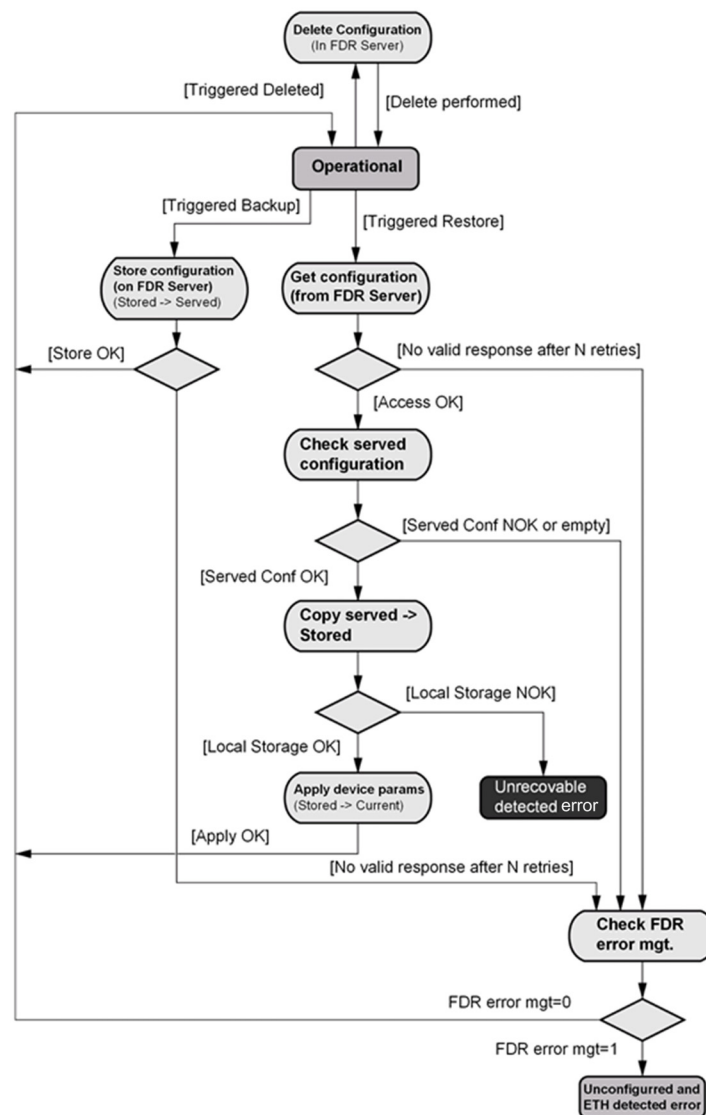 Delete Configuration
(In FDR Server)
[Triggered Deleted]
[Delete performed]
Operational
[Triggered Backup]
[Triggered Restore]
Store configuration
(on FDR Server)
(Stored -> Served)
Get configuration
(from FDR Server)
[Store OK]
[No valid response after N retries]
[Access OK]
Check served
configuration
[Served Conf NOK or empty]
[Served Conf OK]
Copy served ->
Stored
[Local Storage NOK]
[Local Storage OK]
Apply device params
(Stored -> Current)
Unrecovable
detected error
[Apply OK]
[No valid response after N retries]
Check FDR
error mgt.
FDR error mgt=0
FDR error mgt=1
Unconfigurred and
ETH detected error